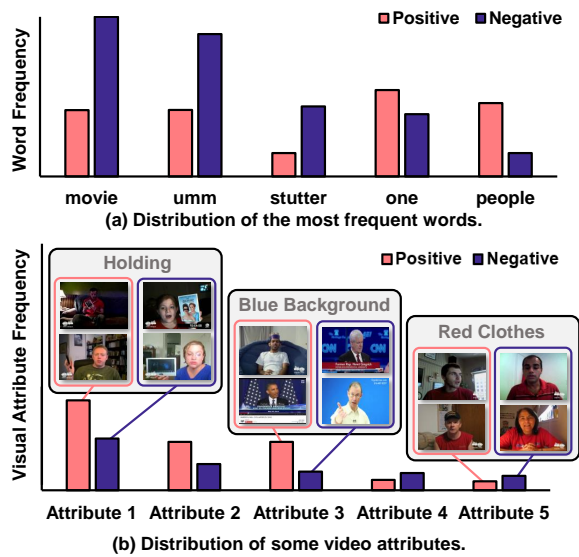 Positive Negative
Word Frequency
movie umm stutter one people
(a) Distribution of the most frequent words.
Positive Negative
Visual Attribute Frequency
Holding
Blue Background
CNN
CNN
Red Clothes
Attribute 1 Attribute 2 Attribute 3 Attribute 4 Attribute 5
(b) Distribution of some video attributes.